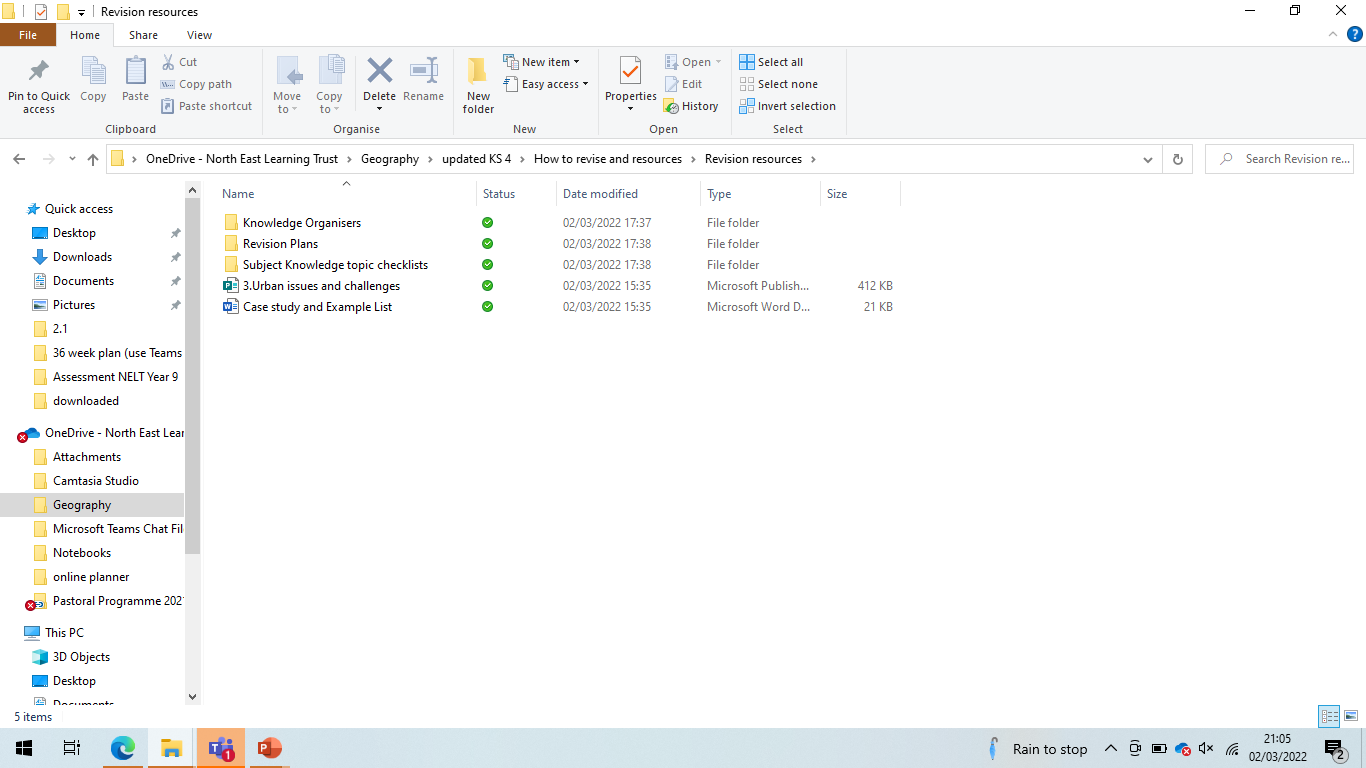 Revision resources
File Home Share View
Pin to Quick access
Copy
Paste
Cut
Copy path
Paste shortcut
Clipboard
Move to
Copy to
Delete
Rename
Organise
New folder
New item
Easy access
New
Properties
Open
Edit
History
Open
Select all
Select none
Invert selection
Select
OneDrive - North East Learning Trust > Geography > updated KS 4 > How to revise and resources > Revision resources >
Search Revision re...
Name Status Date modified Type Size
Knowledge Organisers 02/03/2022 17:37 File folder
Revision Plans 02/03/2022 17:38 File folder
Subject Knowledge topic checklists 02/03/2022 17:38 File folder
3.Urban issues and challenges 02/03/2022 15:35 Microsoft Publish... 412 KB
Case study and Example List 02/03/2022 15:35 Microsoft Word D... 21 KB
Quick access
Desktop
Downloads
Documents
Pictures
2.1
36 week plan (use Teams
Assessment NELT Year 9
downloaded
OneDrive - North East Lear
Attachments
Camtasia Studio
Geography
Microsoft Teams Chat Fil
Notebooks
online planner
Pastoral Programme 202
This PC
3D Objects
Desktop
Documents
5 items
Rain to stop
21:05
02/03/2022
2
1